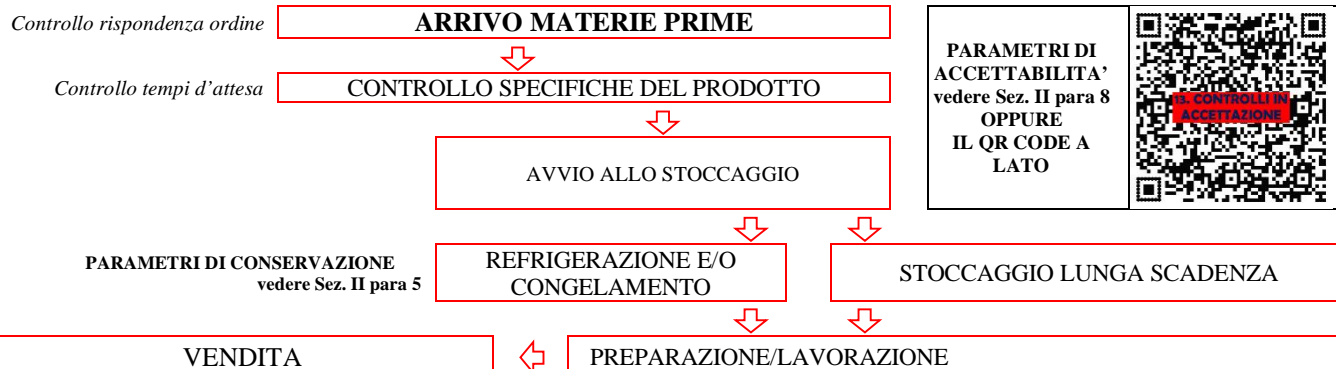 Controllo rispondenza ordine
ARRIVO MATERIE PRIME
Controllo tempi d’attesa
CONTROLLO SPECIFICHE DEL PRODOTTO
PARAMETRI DI
ACCETTABILITA’
vedere Sez. II para 8
OPPURE
IL QR CODE A
LATO
13. CONTROLLI IN
ACCETTAZIONE
AVVIO ALLO STOCCAGGIO
PARAMETRI DI CONSERVAZIONE
vedere Sez. II para 5
REFRIGERAZIONE E/O
CONGELAMENTO
STOCCAGGIO LUNGA SCADENZA
VENDITA
PREPARAZIONE/LAVORAZIONE